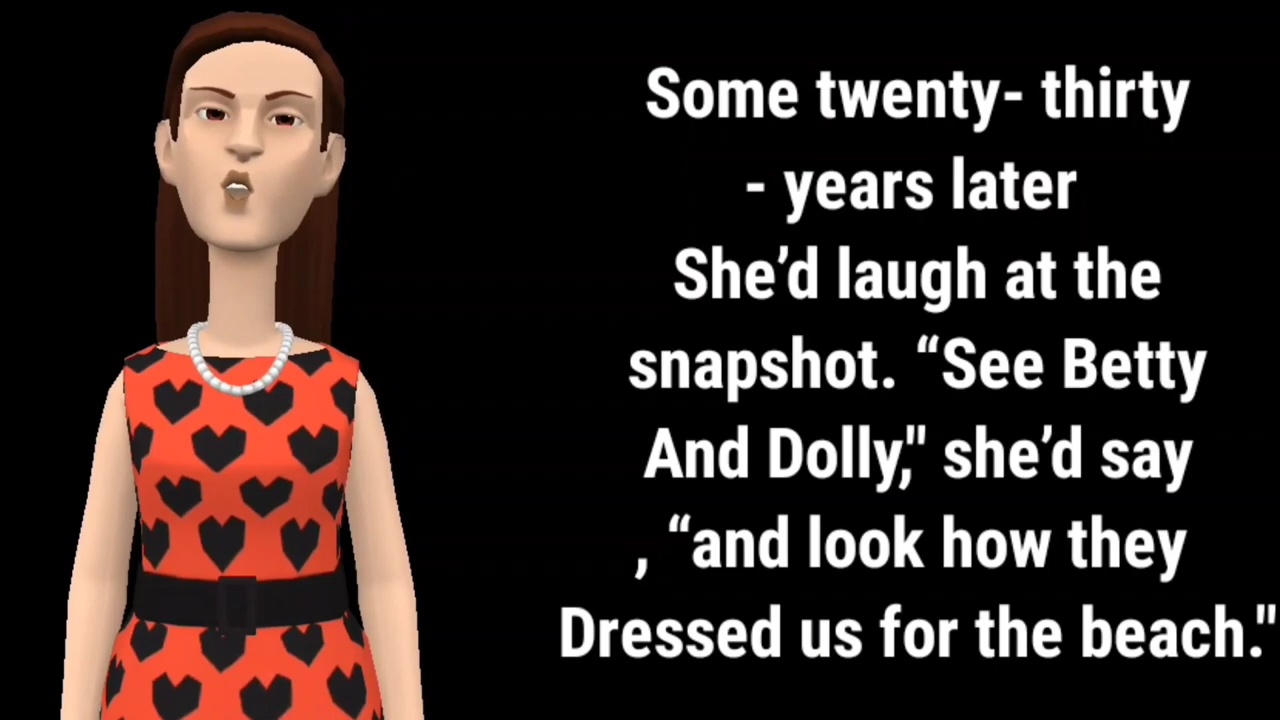 Some twenty- thirty
- years later
She’d laugh at the
snapshot. “See Betty
And Dolly," she’d say
, “and look how they
Dressed us for the beach."